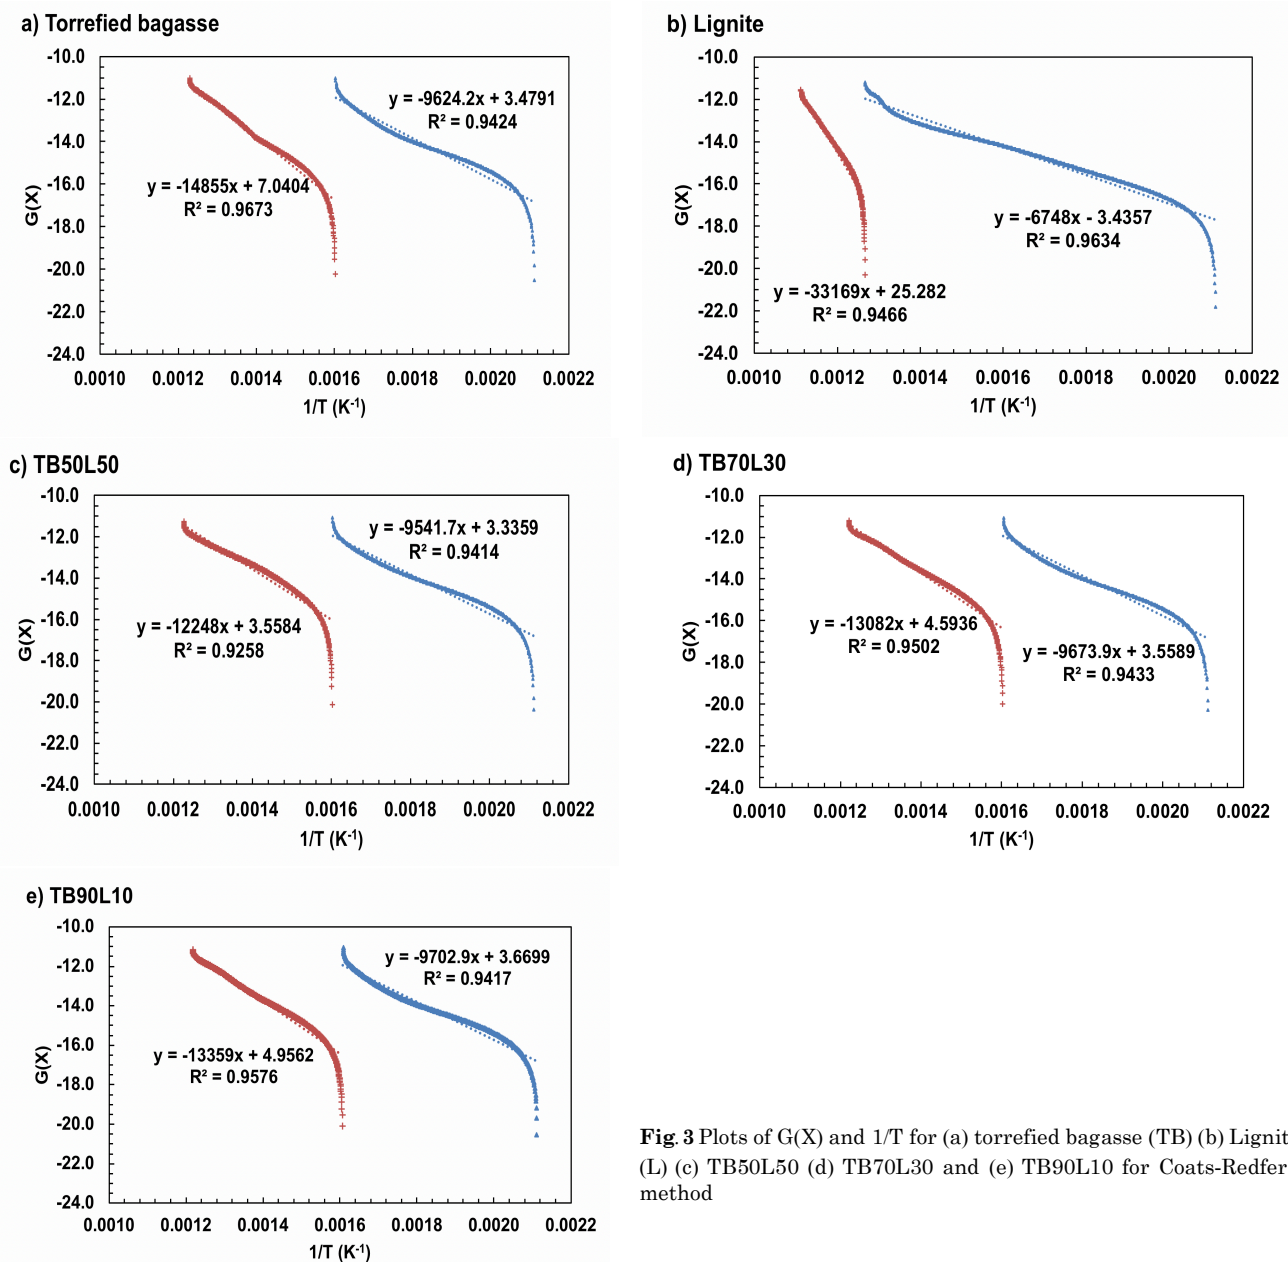 a) Torrefied bagasse
-10.0
-12.0
-14.0
-16.0
-18.0
-20.0
-22.0
-24.0
G(X)
y = -9624.2x + 3.4791
R² = 0.9424
y = -14855x + 7.0404
R² = 0.9673
0.0010 0.0012 0.0014 0.0016 0.0018 0.0020 0.0022
1/T (K-1)
b) Lignite
-10.0
-12.0
-14.0
-16.0
-18.0
-20.0
-22.0
-24.0
G(X)
y = -6748x - 3.4357
R² = 0.9634
y = -33169x + 25.282
R² = 0.9466
0.0010 0.0012 0.0014 0.0016 0.0018 0.0020 0.0022
1/T (K-1)
c) TB50L50
-10.0
-12.0
-14.0
-16.0
-18.0
-20.0
-22.0
-24.0
G(X)
y = -9541.7x + 3.3359
R² = 0.9414
y = -12248x + 3.5584
R² = 0.9258
0.0010 0.0012 0.0014 0.0016 0.0018 0.0020 0.0022
1/T (K-1)
d) TB70L30
-10.0
-12.0
-14.0
-16.0
-18.0
-20.0
-22.0
-24.0
G(X)
y = -13082x + 4.5936
R² = 0.9502
y = -9673.9x + 3.5589
R² = 0.9433
0.0010 0.0012 0.0014 0.0016 0.0018 0.0020 0.0022
1/T (K-1)
e) TB90L10
-10.0
-12.0
-14.0
-16.0
-18.0
-20.0
-22.0
-24.0
G(X)
y = -9702.9x + 3.6699
R² = 0.9417
y = -13359x + 4.9562
R² = 0.9576
0.0010 0.0012 0.0014 0.0016 0.0018 0.0020 0.0022
1/T (K-1)
Fig. 3 Plots of G(X) and 1/T for (a) torrefied bagasse (TB) (b) Lignit
(L) (c) TB50L50 (d) TB70L30 and (e) TB90L10 for Coats-Redfer
method